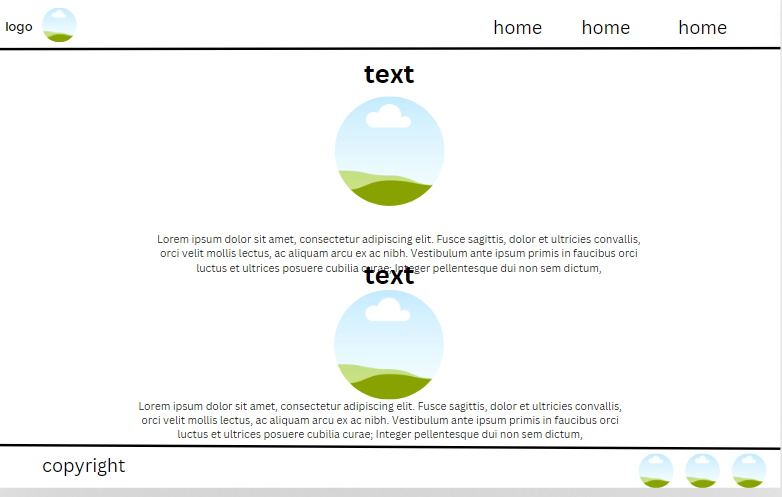 logo
home home home
text
Lorem ipsum dolor sit amet, consectetur adipiscing elit. Fusce sagittis, dolor et ultricies convallis,
orci velit mollis lectus, ac aliquam arcu ex ac nibh. Vestibulum ante ipsum primis in faucibus orci
luctus et ultrices posuere cubilia curae; Integer pellentesque dui non sem dictum,
text
Lorem ipsum dolor sit amet, consectetur adipiscing elit. Fusce sagittis, dolor et ultricies convallis,
orci velit mollis lectus, ac aliquam arcu ex ac nibh. Vestibulum ante ipsum primis in faucibus orci
luctus et ultrices posuere cubilia curae; Integer pellentesque dui non sem dictum,
copyright